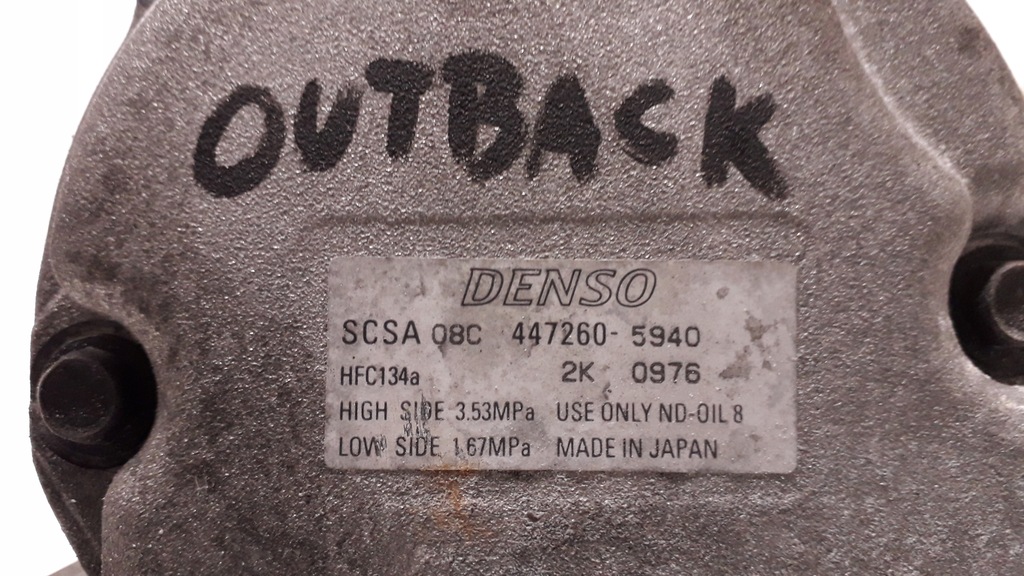 OUTBACK
DENSO
SCSA 08C 447260-5940
HFC134a 2K 0976
HIGH SIDE 3.53MPa USE ONLY ND-OIL 8
LOW SIDE 1.67MPa MADE IN JAPAN